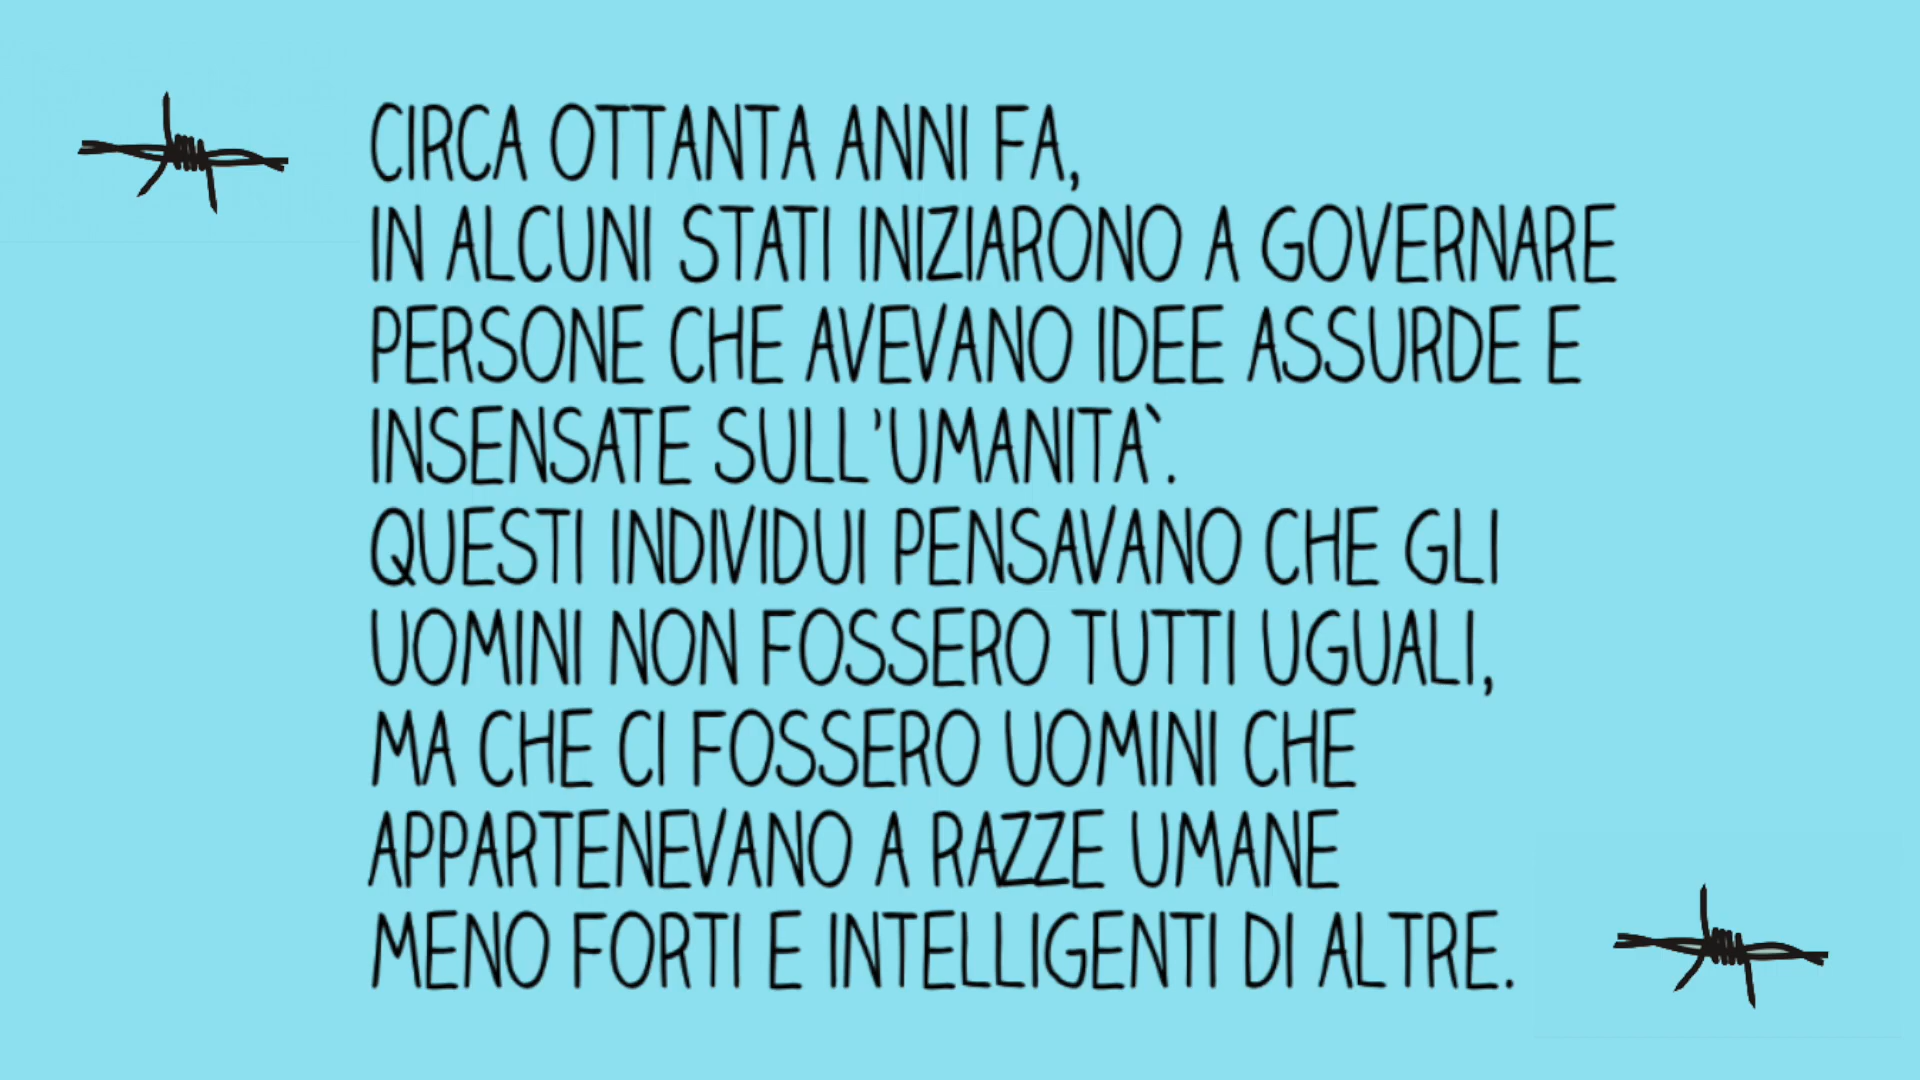 CIRCA OTTANTA ANNI FA,
IN ALCUNI STATI INIZIARONO A GOVERNARE
PERSONE CHE AVEVANO IDEE ASSURDE E
INSENSATE SULL'UMANITA`.
QUESTI INDIVIDUI PENSAVANO CHE GLI
UOMINI NON FOSSERO TUTTI UGUALI,
MA CHE CI FOSSERO UOMINI CHE
APPARTENEVANO A RAZZE UMANE
MENO FORTI E INTELLIGENTI DI ALTRE.